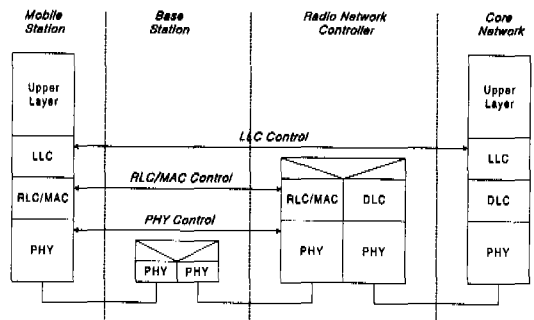 Mobile Station
Base Station
Radio Network Controller
Core Network
Upper Layer
Upper Layer
LLC Control
LLC
LLC
RLC/MAC Control
RLC/MAC
RLC/MAC
DLC
DLC
PHY Control
PHY
PHY
PHY
PHY
PHY
PHY